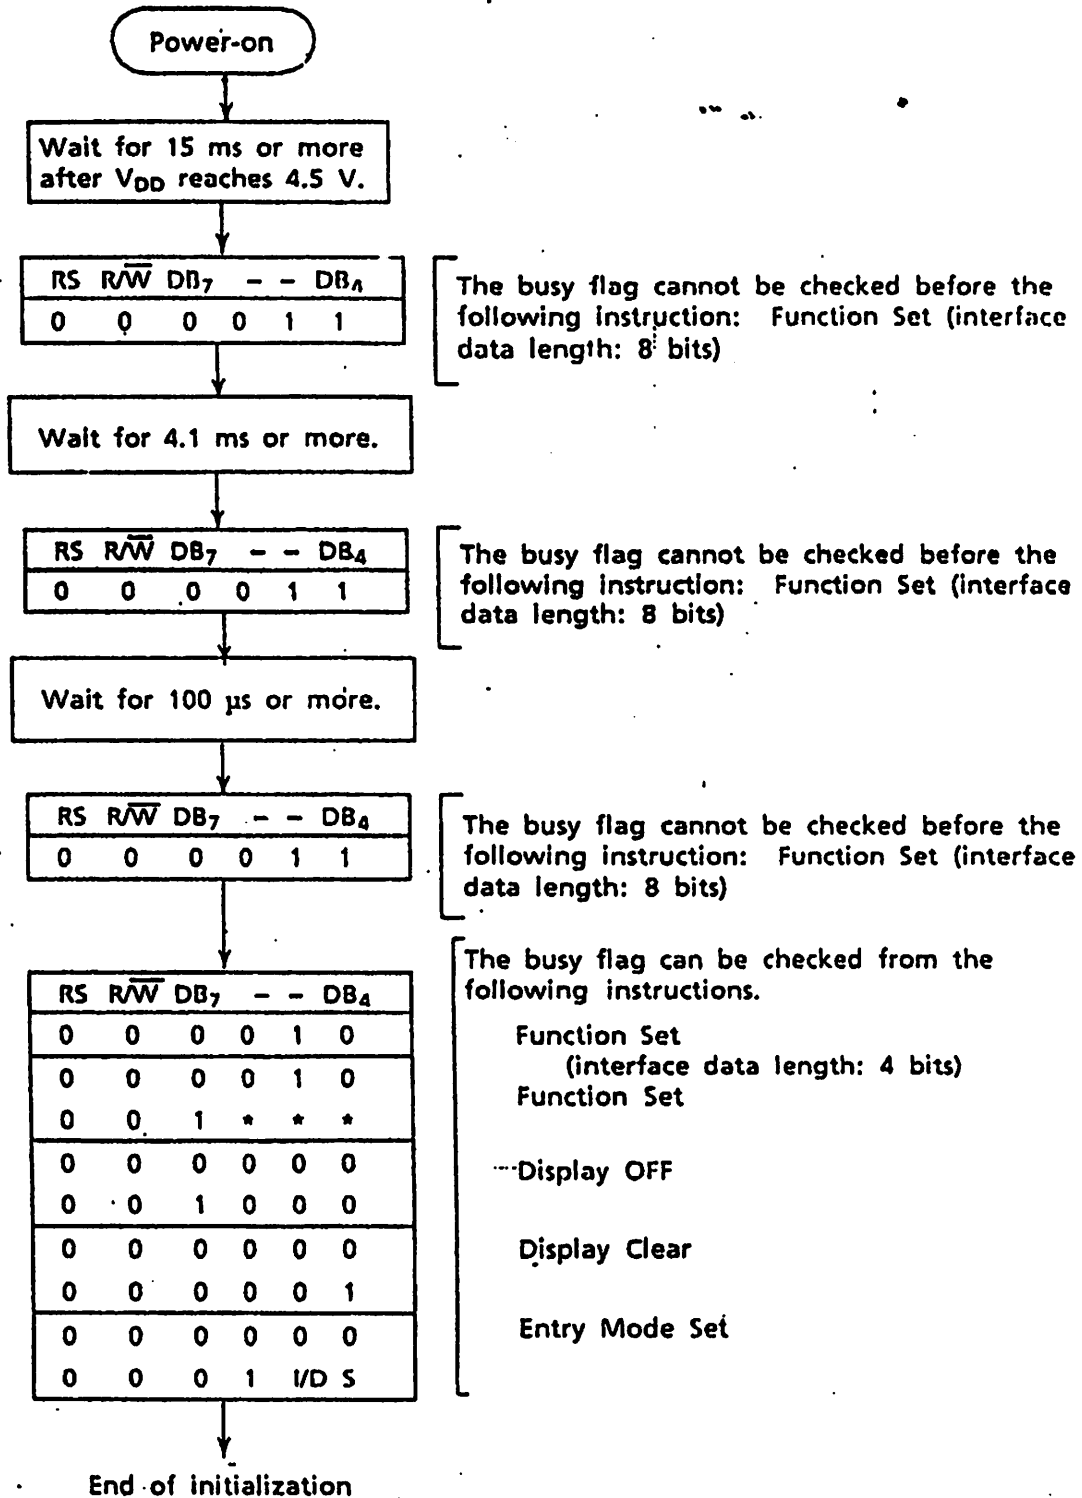 Power-on
Wait for 15 ms or more
after VDD reaches 4.5 V.
RS R/W DB7 - - DB4
0 0 0 0 1 1
The busy flag cannot be checked before the
following instruction: Function Set (interface
data length: 8 bits)
Wait for 4.1 ms or more.
RS R/W DB7 - - DB4
0 0 0 0 1 1
The busy flag cannot be checked before the
following instruction: Function Set (interface
data length: 8 bits)
Wait for 100 μs or more.
RS R/W DB7 - - DB4
0 0 0 0 1 1
The busy flag cannot be checked before the
following instruction: Function Set (interface
data length: 8 bits)
RS R/W DB7 - - DB4
0 0 0 0 1 0
0 0 0 0 1 0
0 0 1 * * *
0 0 0 0 0 0
0 0 1 0 0 0
0 0 0 0 0 0
0 0 0 0 0 1
0 0 0 0 0 0
0 0 0 1 I/D S
The busy flag can be checked from the
following instructions.
Function Set
(interface data length: 4 bits)
Function Set
Display OFF
Display Clear
Entry Mode Set
End of initialization